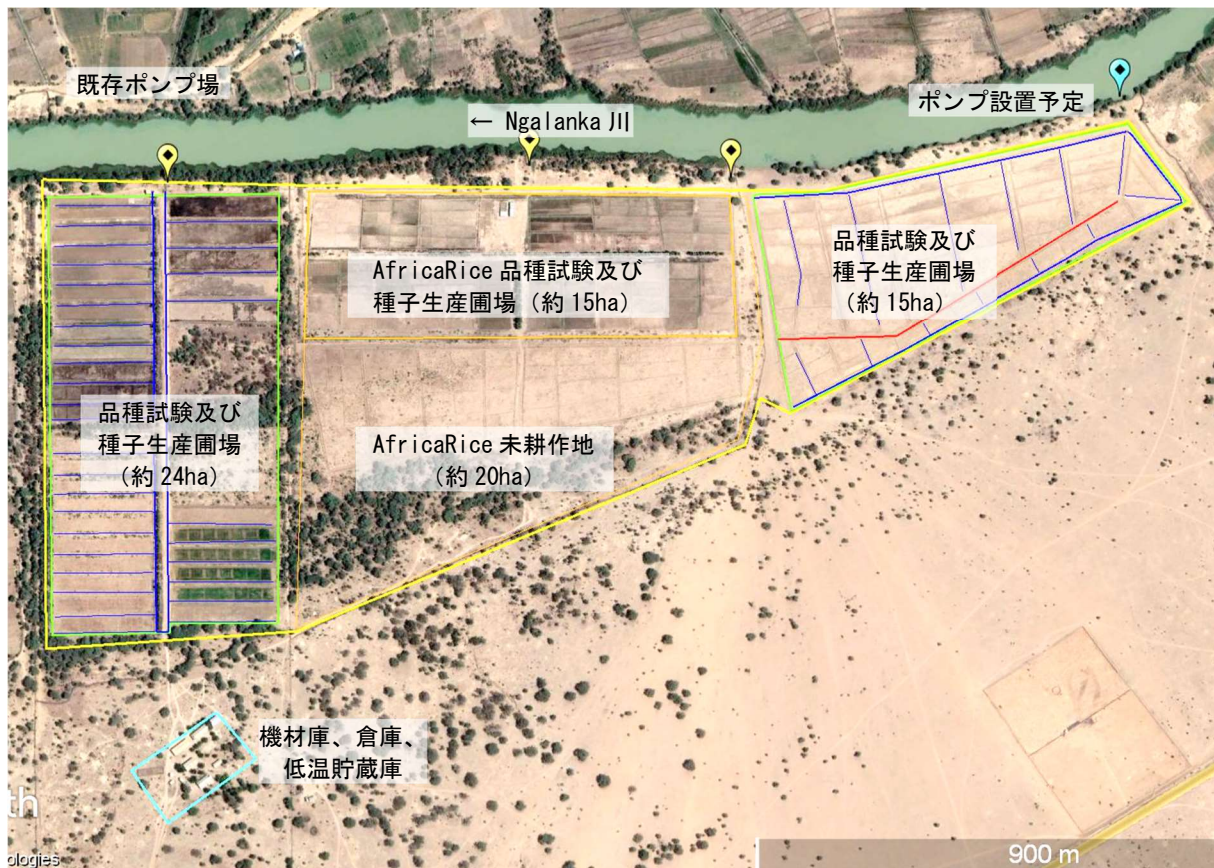 既存ポンプ場
← Ngalanka 川
ポンプ設置予定
AfricaRice 品種試験及び
種子生産圃場（約 15ha）
品種試験及び
種子生産圃場
（約 15ha）
品種試験及び
種子生産圃場
（約 24ha）
AfricaRice 未耕作地
（約 20ha）
機材庫、倉庫、
低温貯蔵庫
th
ologies
900 m